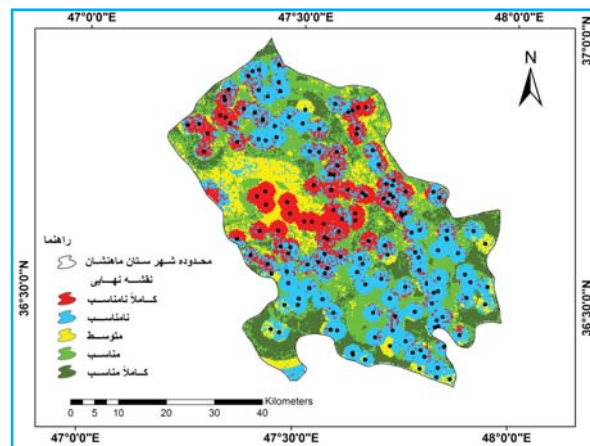 47°0'0"E 47°30'0"E 48°0'0"E
37°0'0"N
N
راهنما
محدوده شهرستان ماهنشان
نقشه نهایی
کاملاً نامناسب
نامناسب
متوسط
مناسب
کاملاً مناسب
36°30'0"N 36°30'0"N
0 5 10 20 30 40 Kilometers
47°0'0"E 47°30'0"E 48°0'0"E